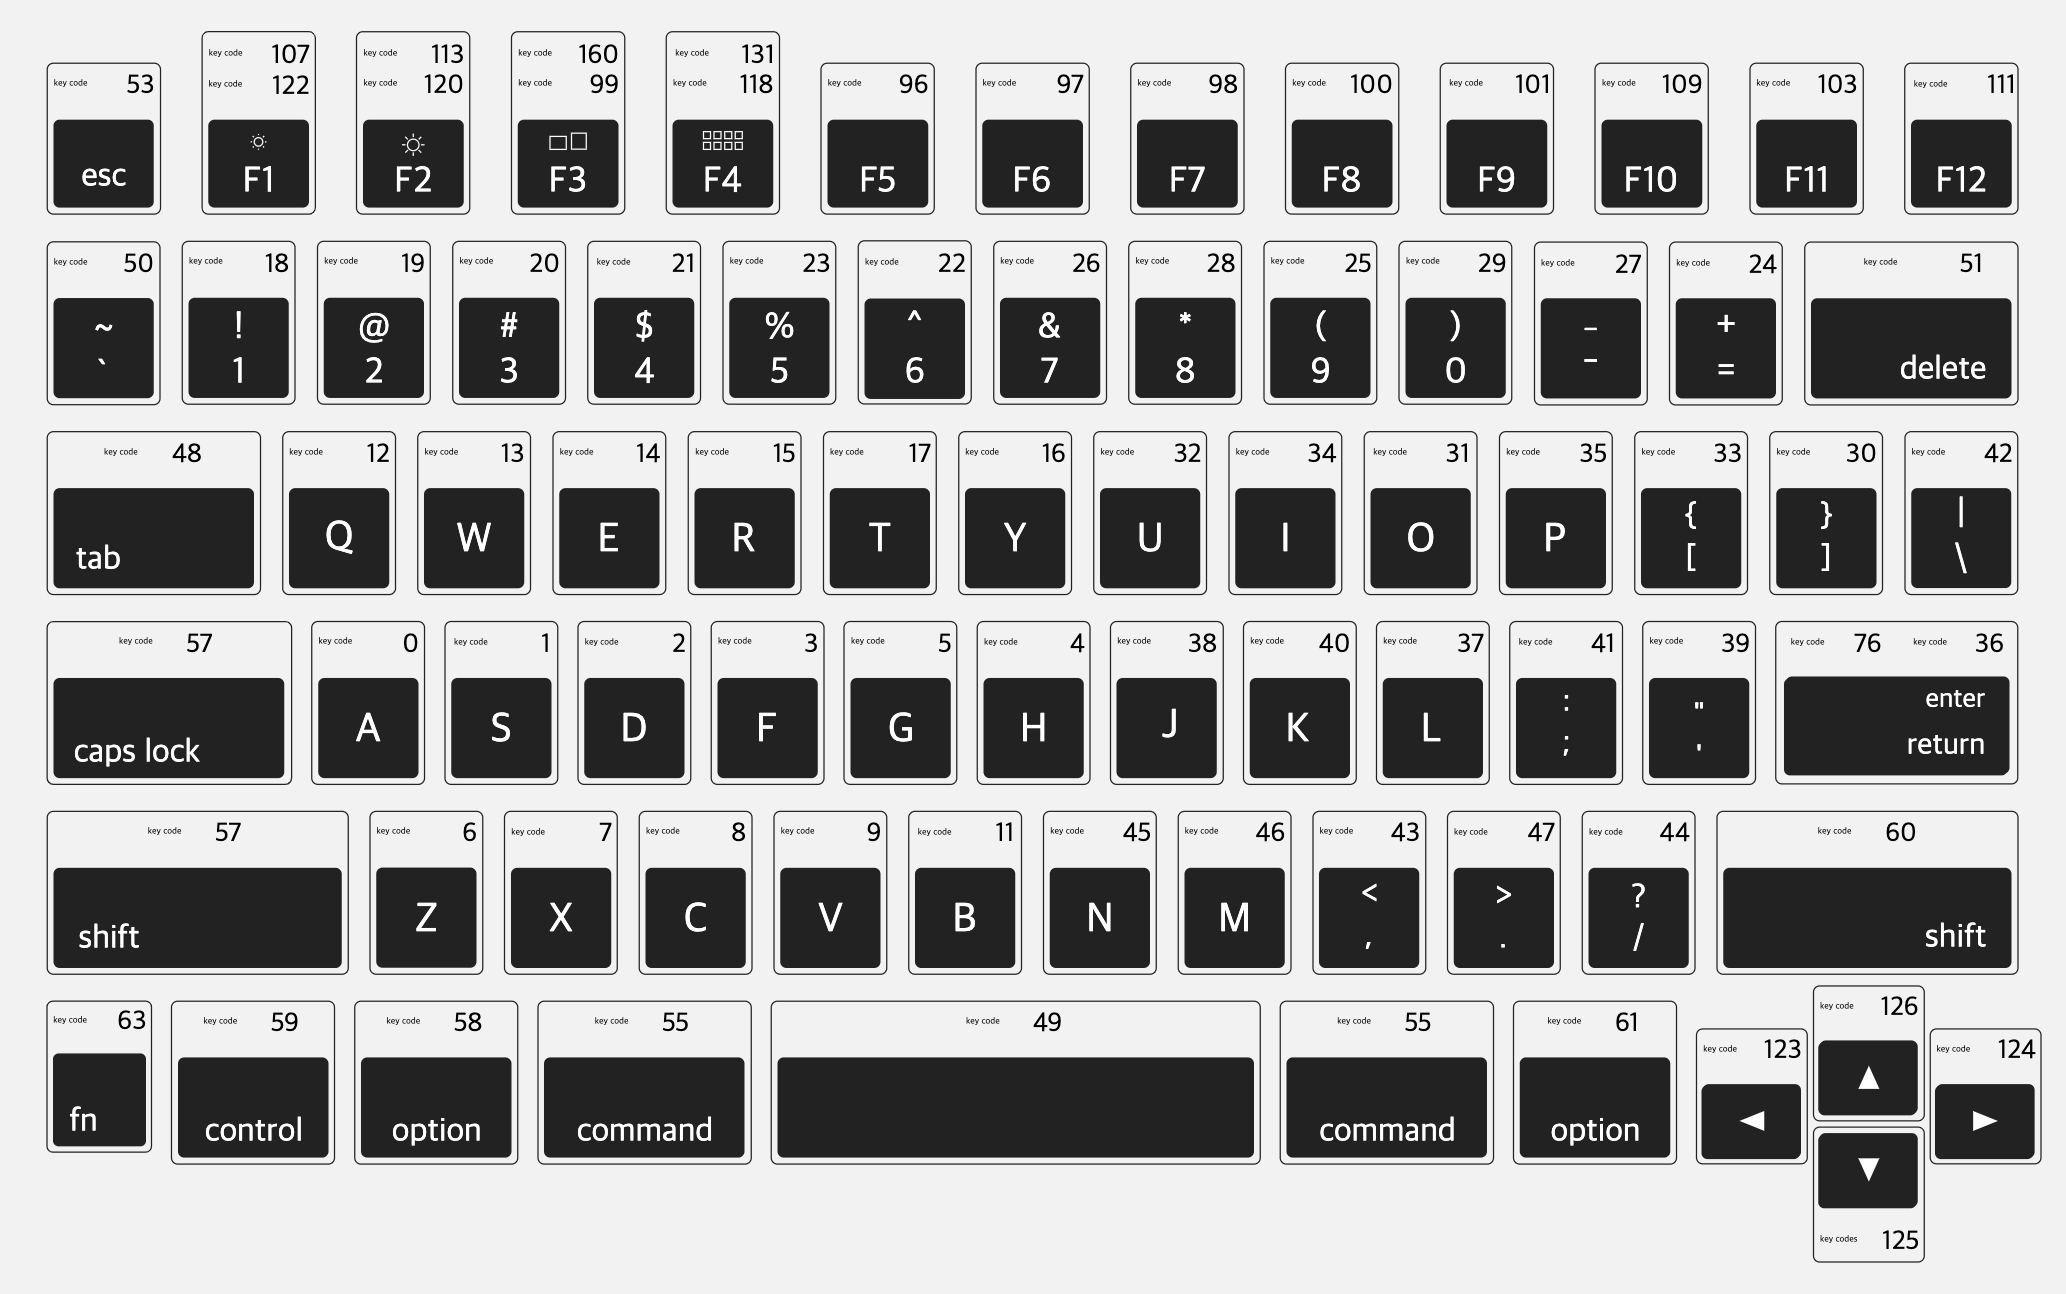 key code 53
esc
key code 107
key code 122
F1
key code 113
key code 120
F2
key code 160
key code 99
F3
key code 131
key code 118
F4
key code 96
F5
key code 97
F6
key code 98
F7
key code 100
F8
key code 101
F9
key code 109
F10
key code 103
F11
key code 111
F12
key code 50
~
`
key code 18
!
1
key code 19
@
2
key code 20
#
3
key code 21
$
4
key code 23
%
5
key code 22
^
6
key code 26
&
7
key code 28
*
8
key code 25
(
9
key code 29
)
0
key code 27
_
-
key code 24
+
=
key code 51
delete
key code 48
tab
key code 12
Q
key code 13
W
key code 14
E
key code 15
R
key code 17
T
key code 16
Y
key code 32
U
key code 34
I
key code 31
O
key code 35
P
key code 33
{
[
key code 30
}
]
key code 42
|
\
key code 57
caps lock
key code 0
A
key code 1
S
key code 2
D
key code 3
F
key code 5
G
key code 4
H
key code 38
J
key code 40
K
key code 37
L
key code 41
:
;
key code 39
"
'
key code 76 key code 36
enter
return
key code 57
shift
key code 6
Z
key code 7
X
key code 8
C
key code 9
V
key code 11
B
key code 45
N
key code 46
M
key code 43
<
,
key code 47
>
.
key code 44
?
/
key code 60
shift
key code 63
fn
key code 59
control
key code 58
option
key code 55
command
key code 49
key code 55
command
key code 61
option
key code 123
◀
key code 126
▲
▼
key codes 125
key code 124
▶